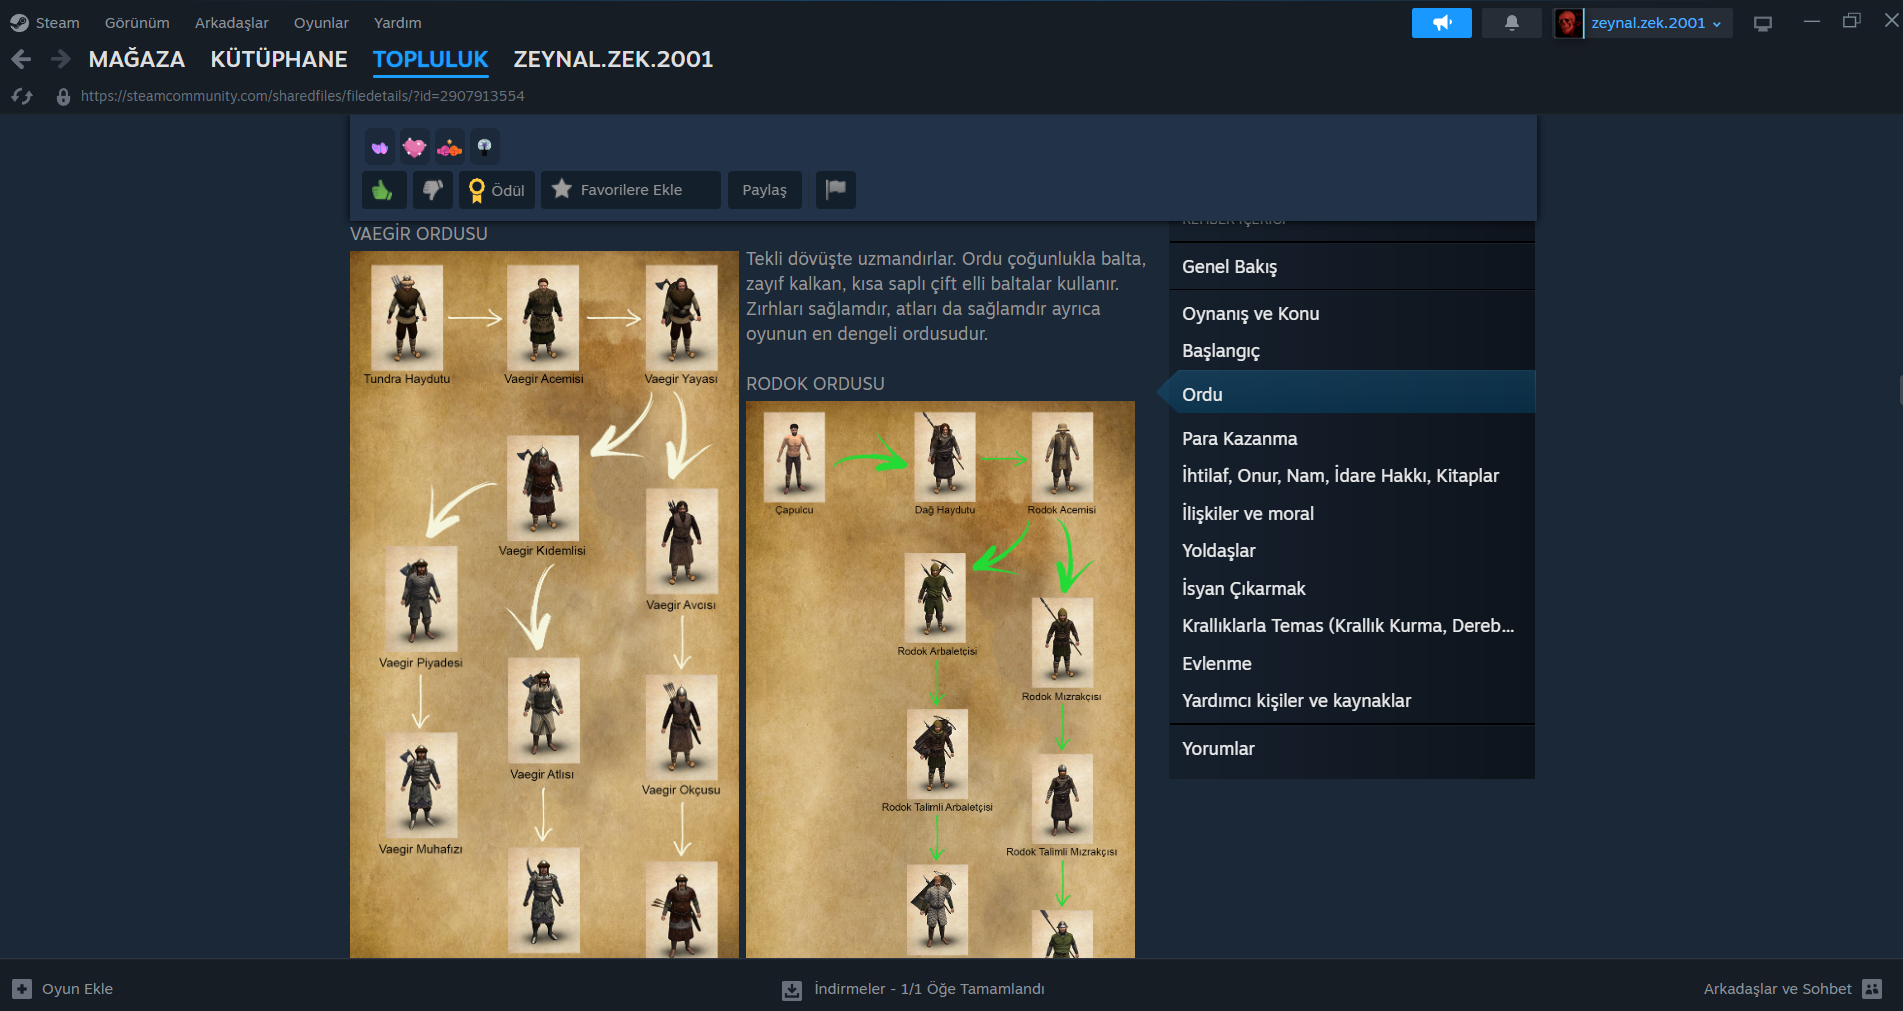 Steam Görünüm Arkadaşlar Oyunlar Yardım
zeynal.zek.2001
MAĞAZA KÜTÜPHANE TOPLULUK ZEYNAL.ZEK.2001
https://steamcommunity.com/sharedfiles/filedetails/?id=2907913554
Ödül Favorilere Ekle Paylaş
VAEGİR ORDUSU
Tundra Haydutu Vaegir Acemisi Vaegir Yayası
Vaegir Kıdemlisi
Vaegir Avcısı
Vaegir Piyadesi
Vaegir Atlısı
Vaegir Okçusu
Vaegir Muhafızı
Tekli dövüşte uzmandırlar. Ordu çoğunlukla balta,
zayıf kalkan, kısa saplı çift elli baltalar kullanır.
Zırhları sağlamdır, atları da sağlamdır ayrıca
oyunun en dengeli ordusudur.
RODOK ORDUSU
Çapulcu Dağ Haydutu Rodok Acemisi
Rodok Arbaletçisi
Rodok Mızrakçısı
Rodok Talimli Arbaletçisi
Rodok Talimli Mızrakçısı
REHBER İÇERİĞİ
Genel Bakış
Oynanış ve Konu
Başlangıç
Ordu
Para Kazanma
İhtilaf, Onur, Nam, İdare Hakkı, Kitaplar
İlişkiler ve moral
Yoldaşlar
İsyan Çıkarmak
Krallıklarla Temas (Krallık Kurma, Dereb...
Evlenme
Yardımcı kişiler ve kaynaklar
Yorumlar
Oyun Ekle
İndirmeler - 1/1 Öğe Tamamlandı
Arkadaşlar ve Sohbet